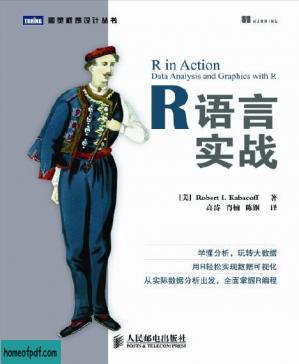 TURING
图灵程序设计丛书
MANNING
R in Action
Data Analysis and Graphics with R
R语言
实战
[美] Robert I. Kabacoff 著
高涛 肖楠 陈钢 译
学懂分析，玩转大数据
用R轻松实现数据可视化
从实际数据分析出发，全面掌握R编程
人民邮电出版社
POSTS & TELECOM PRESS
homeofpdf.com